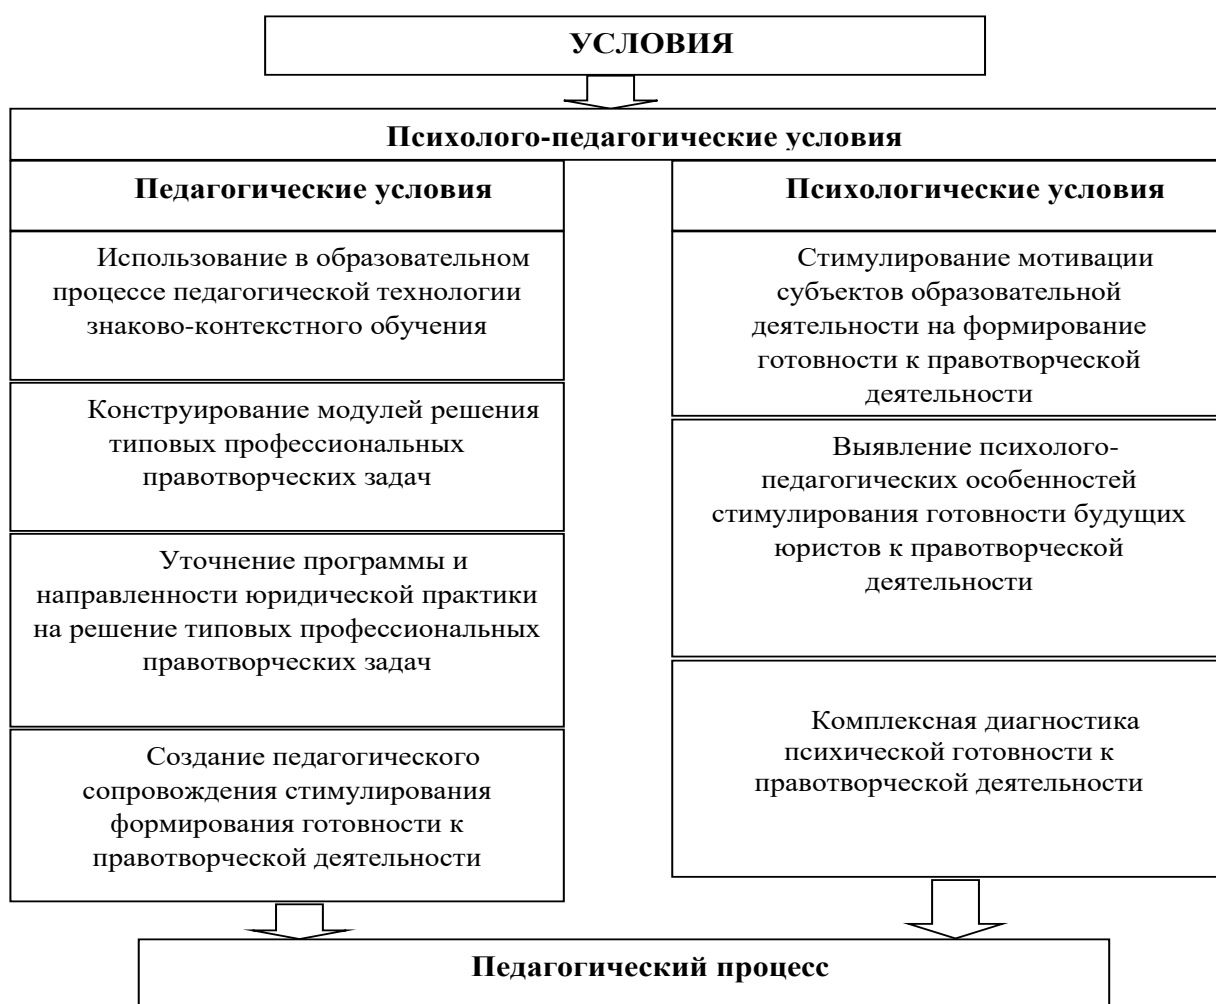 УСЛОВИЯ
Психолого-педагогические условия
Педагогические условия
Использование в образовательном
процессе педагогической технологии
знаково-контекстного обучения
Конструирование модулей решения
типовых профессиональных
правотворческих задач
Уточнение программы и
направленности юридической практики
на решение типовых профессиональных
правотворческих задач
Создание педагогического
сопровождения стимулирования
формирования готовности к
правотворческой деятельности
Психологические условия
Стимулирование мотивации
субъектов образовательной
деятельности на формирование
готовности к правотворческой
деятельности
Выявление психолого-
педагогических особенностей
стимулирования готовности будущих
юристов к правотворческой
деятельности
Комплексная диагностика
психической готовности к
правотворческой деятельности
Педагогический процесс